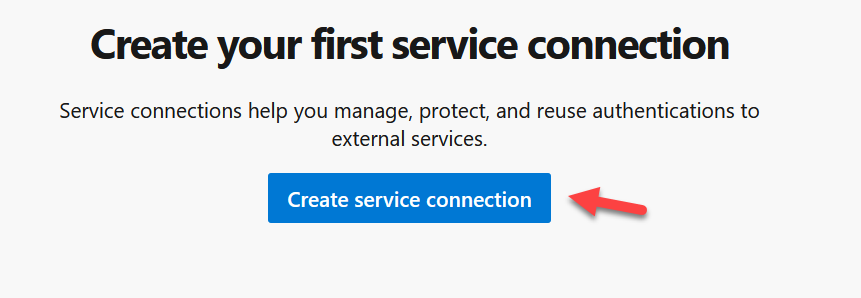 Create your first service connection
Service connections help you manage, protect, and reuse authentications to
external services.
Create service connection